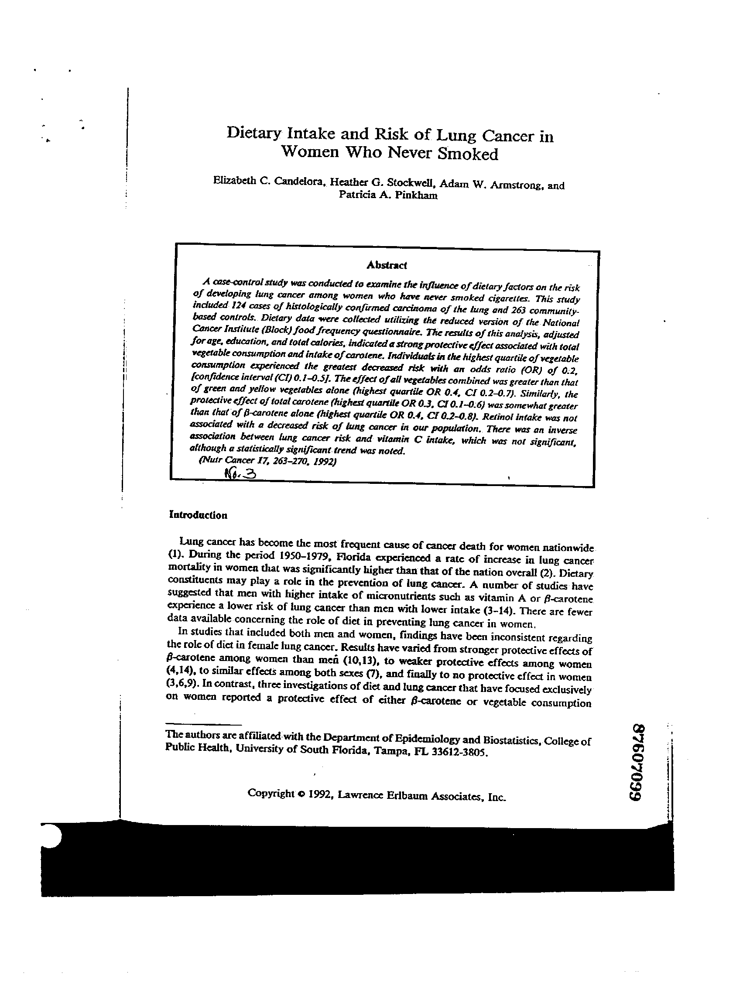 Dietary Intake and Risk of Lung Cancer in
Women Who Never Smoked
Elizabeth C. Candelora, Heather G. Stockwell, Adam W. Armstrong, and
Patricia A. Pinkham
Abstract
A case-control study was conducted to examine the influence of dietary factors on the risk
of developing lung cancer among women who have never smoked cigarettes. This study
included 124 cases of histologically confirmed carcinoma of the lung and 263 community-
based controls. Dietary data were collected utilizing the reduced version of the National
Cancer Institute (Block) food frequency questionnaire. The results of this analysis, adjusted
for age, education, and total calories, indicated a strong protective effect associated with total
vegetable consumption and intake of carotene. Individuals in the highest quartile of vegetable
consumption experienced the greatest decreased risk with an odds ratio (OR) of 0.2,
[confidence interval (CI) 0.1–0.5]. The effect of all vegetables combined was greater than that
of green and yellow vegetables alone (highest quartile OR 0.4, CI 0.2–0.7). Similarly, the
protective effect of total carotene (highest quartile OR 0.3, CI 0.1–0.6) was somewhat greater
than that of β-carotene alone (highest quartile OR 0.4, CI 0.2–0.8). Retinol intake was not
associated with a decreased risk of lung cancer in our population. There was an inverse
association between lung cancer risk and vitamin C intake, which was not significant,
although a statistically significant trend was noted.
(Nutr Cancer 17, 263–270, 1992)
No. 3
Introduction
Lung cancer has become the most frequent cause of cancer death for women nationwide
(1). During the period 1950–1979, Florida experienced a rate of increase in lung cancer
mortality in women that was significantly higher than that of the nation overall (2). Dietary
constituents may play a role in the prevention of lung cancer. A number of studies have
suggested that men with higher intake of micronutrients such as vitamin A or β-carotene
experience a lower risk of lung cancer than men with lower intake (3–14). There are fewer
data available concerning the role of diet in preventing lung cancer in women.
In studies that included both men and women, findings have been inconsistent regarding
the role of diet in female lung cancer. Results have varied from stronger protective effects of
β-carotene among women than men (10,13), to weaker protective effects among women
(4,14), to similar effects among both sexes (7), and finally to no protective effect in women
(3,6,9). In contrast, three investigations of diet and lung cancer that have focused exclusively
on women reported a protective effect of either β-carotene or vegetable consumption
The authors are affiliated with the Department of Epidemiology and Biostatistics, College of
Public Health, University of South Florida, Tampa, FL 33612-3805.
Copyright © 1992, Lawrence Erlbaum Associates, Inc.
87607099